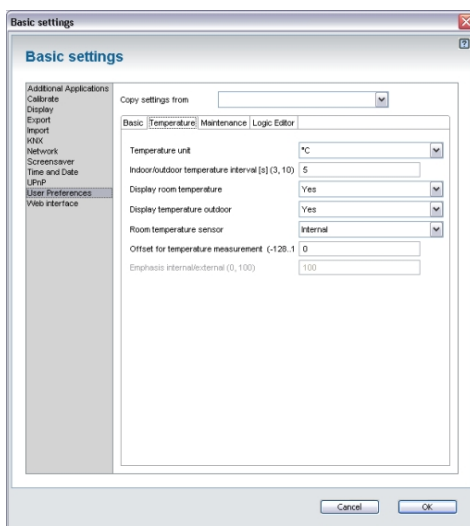 Basic settings
Basic settings
Additional Applications
Calibrate
Display
Export
Import
KNX
Network
Screensaver
Time and Date
UPnP
User Preferences
Web interface
Copy settings from
Basic Temperature Maintenance Logic Editor
Temperature unit °C
Indoor/outdoor temperature interval [s] (3, 10) 5
Display room temperature Yes
Display temperature outdoor Yes
Room temperature sensor Internal
Offset for temperature measurement (-128..1 0
Emphasis internal/external (0, 100) 100
Cancel OK